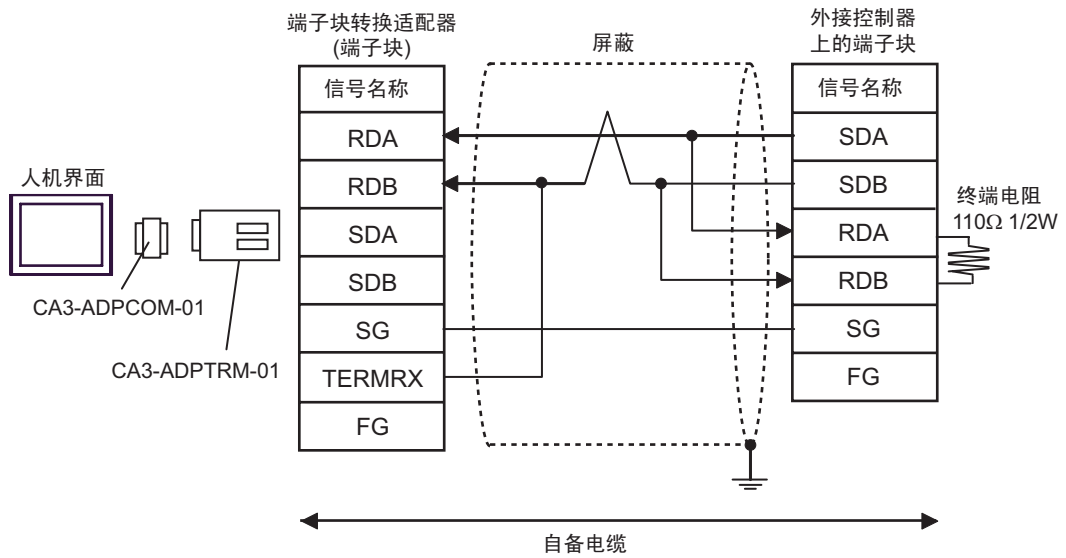 端子块转换适配器
(端子块)
信号名称
RDA
RDB
SDA
SDB
SG
TERMRX
FG
屏蔽
外接控制器
上的端子块
信号名称
SDA
SDB
RDA
RDB
SG
FG
终端电阻
110Ω 1/2W
人机界面
CA3-ADPCOM-01
CA3-ADPTRM-01
自备电缆